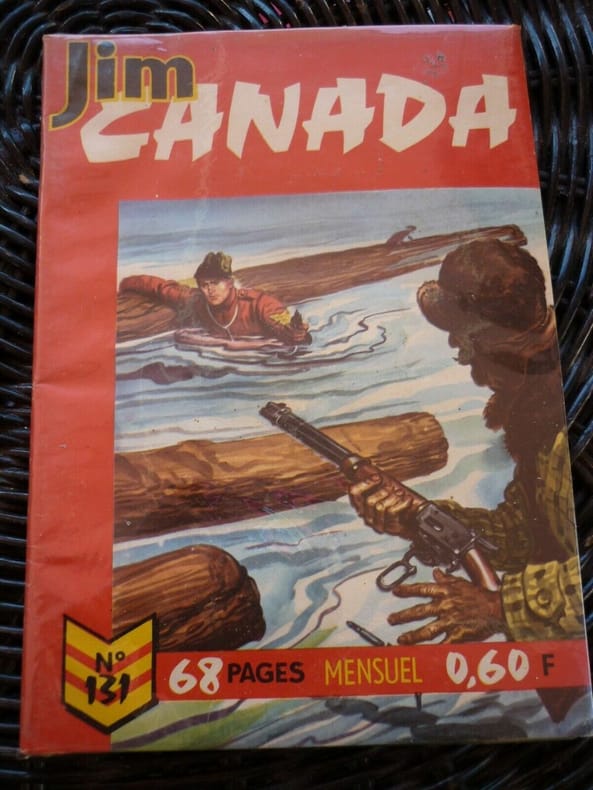 Jim
CANADA
N° 131
68 PAGES MENSUEL 0,60 F